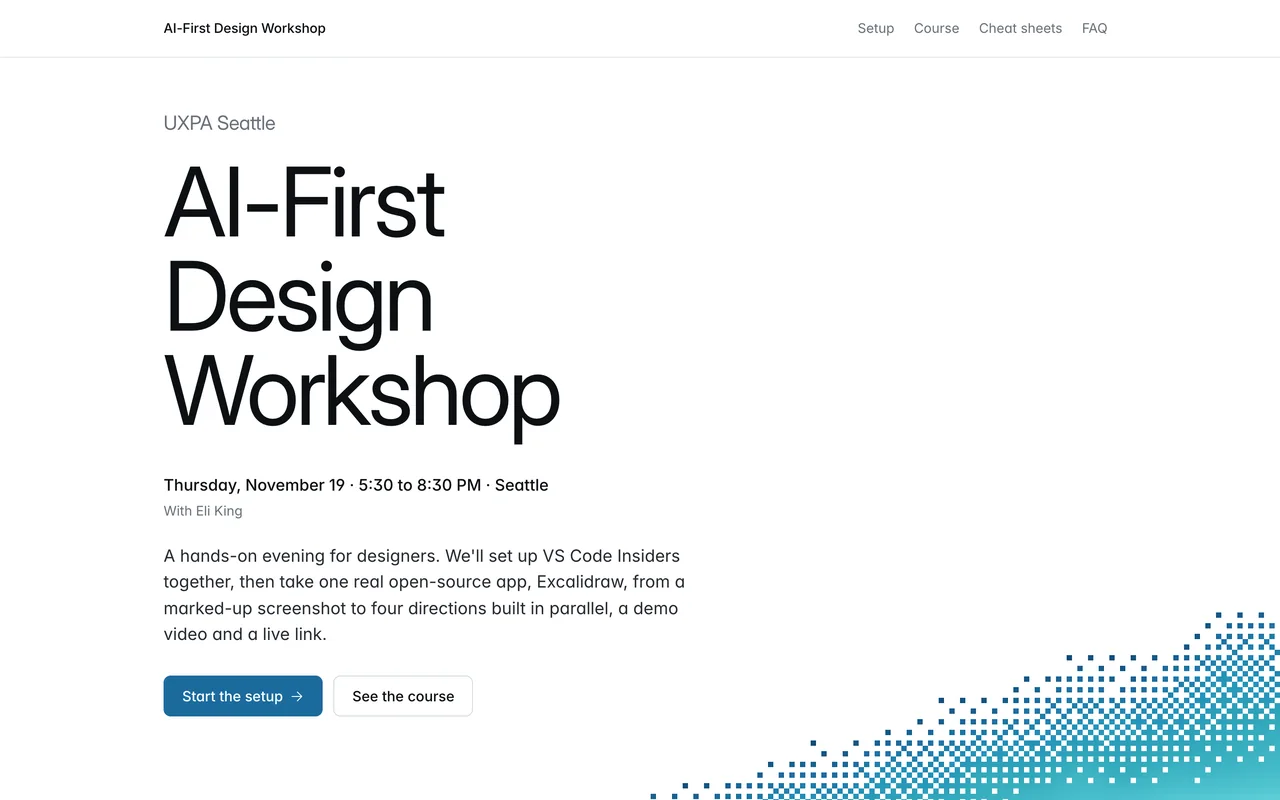 AI-First Design Workshop
Setup Course Cheat sheets FAQ
UXPA Seattle
AI-First
Design
Workshop
Thursday, November 19 · 5:30 to 8:30 PM · Seattle
With Eli King
A hands-on evening for designers. We'll set up VS Code Insiders
together, then take one real open-source app, Excalidraw, from a
marked-up screenshot to four directions built in parallel, a demo
video and a live link.
Start the setup →
See the course